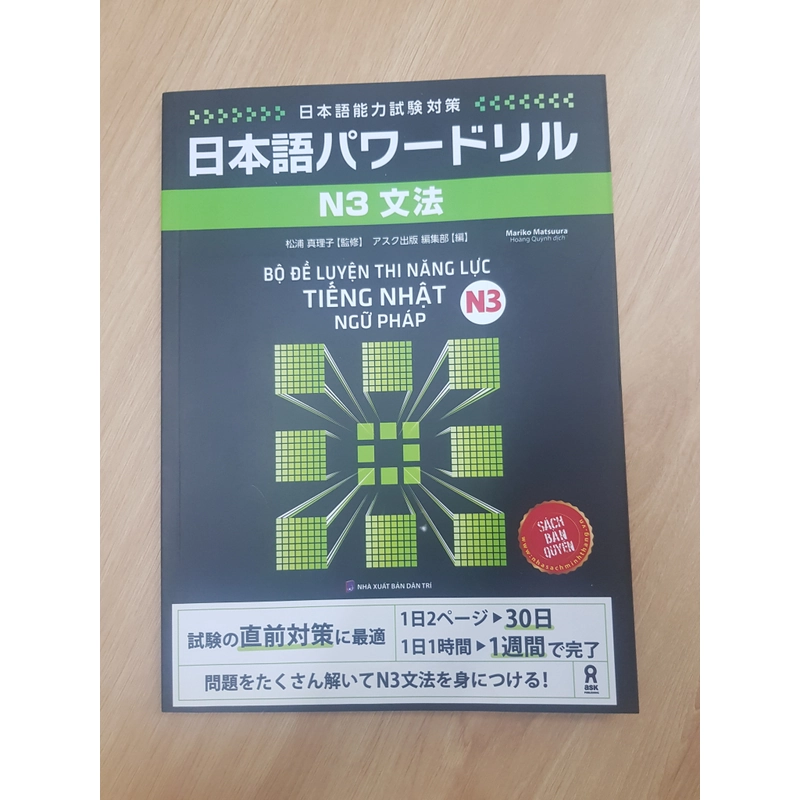 日本語能力試験対策
日本語パワードリル
N3 文法
松浦 真理子【監修】 アスク出版 編集部【編】
Mariko Matsuura
Hoàng Quỳnh dịch
BỘ ĐỀ LUYỆN THI NĂNG LỰC
TIẾNG NHẬT N3
NGỮ PHÁP
SÁCH
BẢN
QUYỀN
www.nhasachminhthang.vn
NHÀ XUẤT BẢN DÂN TRÍ
試験の直前対策に最適
1日2ページ▶30日
1日1時間▶1週間で完了
問題をたくさん解いてN3文法を身につける!
ask
PUBLISHING